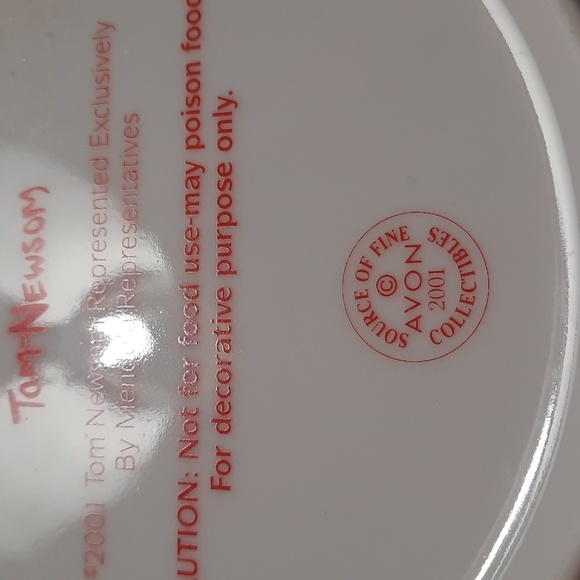 TOM NEWSOM
©2001 Tom Newsom Represented Exclusively
By Mendola Representatives
UTION: Not for food use-may poison food
For decorative purpose only.
SOURCE OF FINE
©
AVON
2001
COLLECTIBLES